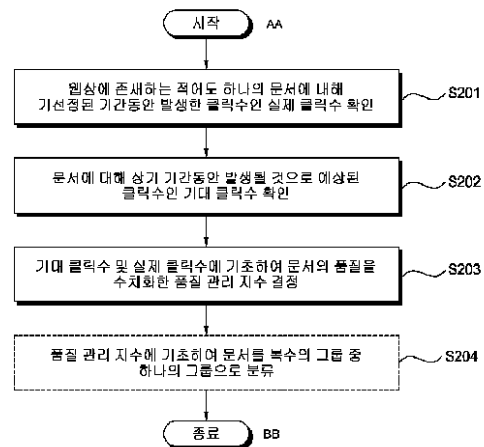 시작 AA
웹상에 존새하는 적어도 하나의 문서에 대해
기선정된 기간동안 발생한 클릭수인 실제 클릭수 확인
S201
문서에 대해 상기 기간동안 발생될 것으로 예상된
클릭수인 기대 클릭수 확인
S202
기대 클릭수 및 실제 클릭수에 기초하여 문서의 품질을
수치화한 품질 관리 지수 결정
S203
품질 관리 지수에 기초하여 문서를 복수의 그룹 중
하나의 그룹으로 분류
S204
종료 BB